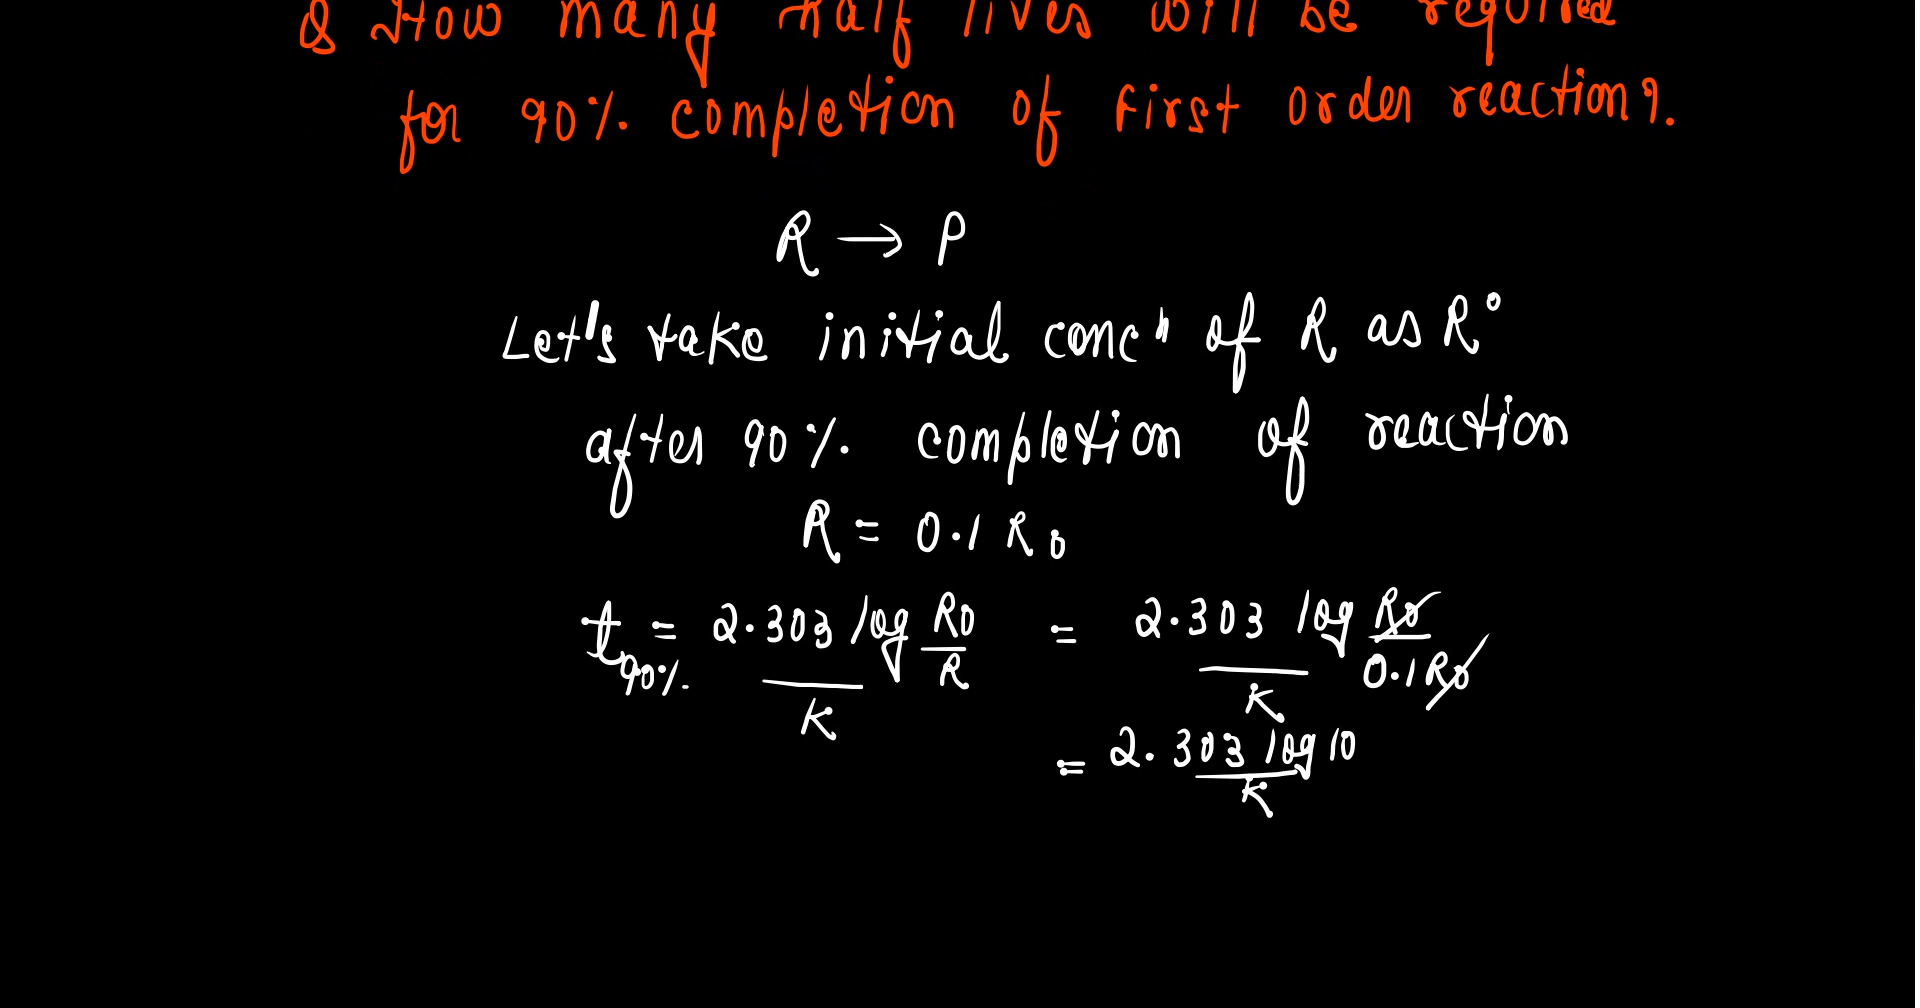 Q How many half lives will be required
for 90% completion of first order reaction?.
R → P
Let's take initial concn of R as R°
after 90% completion of reaction
R = 0.1 R0
t90% = 2.303/K log R0/R = 2.303/K log R0/0.1R0
= 2.303 log 10/K